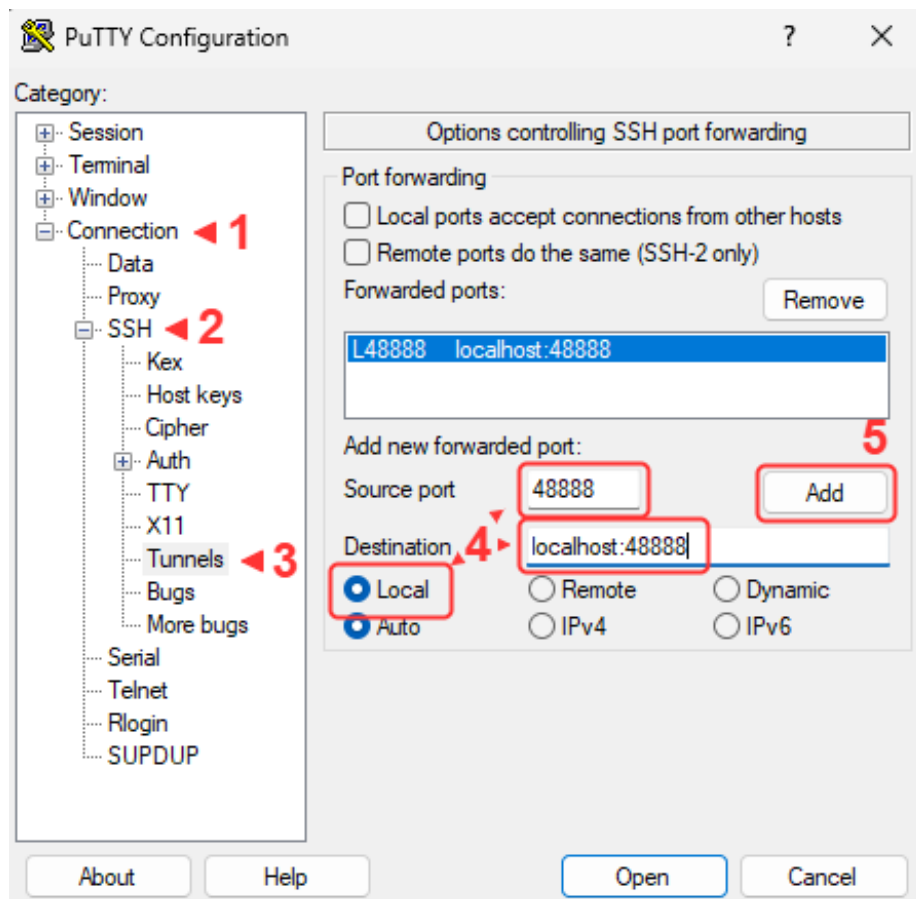 PuTTY Configuration ? ×
Category:
Session
Terminal
Window
Connection 1
Data
Proxy
SSH 2
Kex
Host keys
Cipher
Auth
TTY
X11
Tunnels 3
Bugs
More bugs
Serial
Telnet
Rlogin
SUPDUP
Options controlling SSH port forwarding
Port forwarding
Local ports accept connections from other hosts
Remote ports do the same (SSH-2 only)
Forwarded ports:
Remove
L48888 localhost:48888
Add new forwarded port:
5
Source port 48888 Add
Destination 4 localhost:48888
Local Remote Dynamic
Auto IPv4 IPv6
About Help Open Cancel